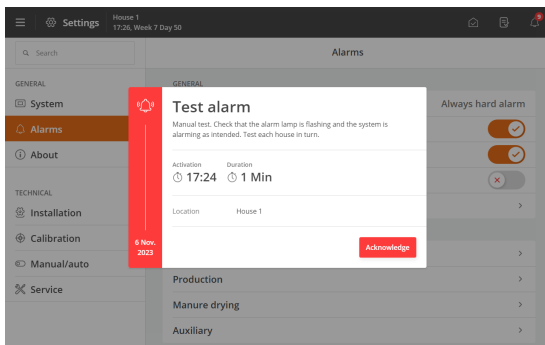 Settings
House 1
17:26, Week 7 Day 50
Search
Alarms
GENERAL
System
Alarms
About
TECHNICAL
Installation
Calibration
Manual/auto
Service
GENERAL
Always hard alarm
Production
Manure drying
Auxiliary
Test alarm
Manual test. Check that the alarm lamp is flashing and the system is
alarming as intended. Test each house in turn.
Activation Duration
17:24 1 Min
Location House 1
6 Nov.
2023
Acknowledge